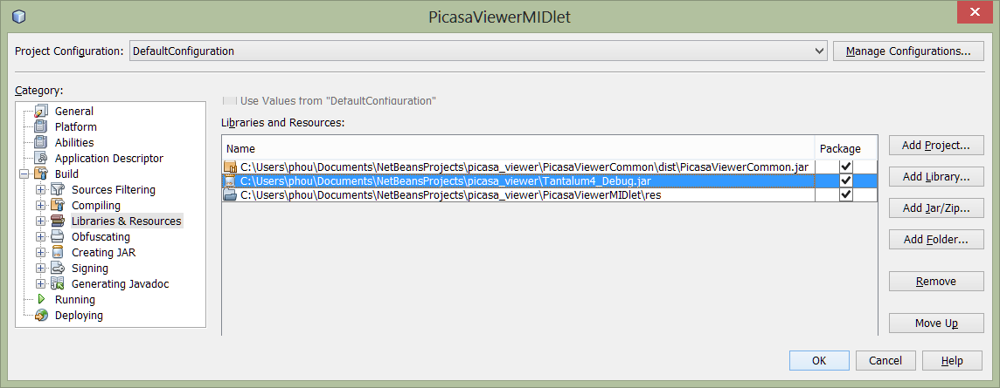 PicasaViewerMIDlet
Project Configuration: DefaultConfiguration Manage Configurations...
Category:
General
Platform
Abilities
Application Descriptor
Build
Sources Filtering
Compiling
Libraries & Resources
Obfuscating
Creating JAR
Signing
Generating Javadoc
Running
Deploying
Use Values from "DefaultConfiguration"
Libraries and Resources:
Name Package
C:\Users\phou\Documents\NetBeansProjects\picasa_viewer\PicasaViewerCommon\dist\PicasaViewerCommon.jar
C:\Users\phou\Documents\NetBeansProjects\picasa_viewer\Tantalum4_Debug.jar
C:\Users\phou\Documents\NetBeansProjects\picasa_viewer\PicasaViewerMIDlet\res
Add Project...
Add Library...
Add Jar/Zip...
Add Folder...
Remove
Move Up
OK Cancel Help